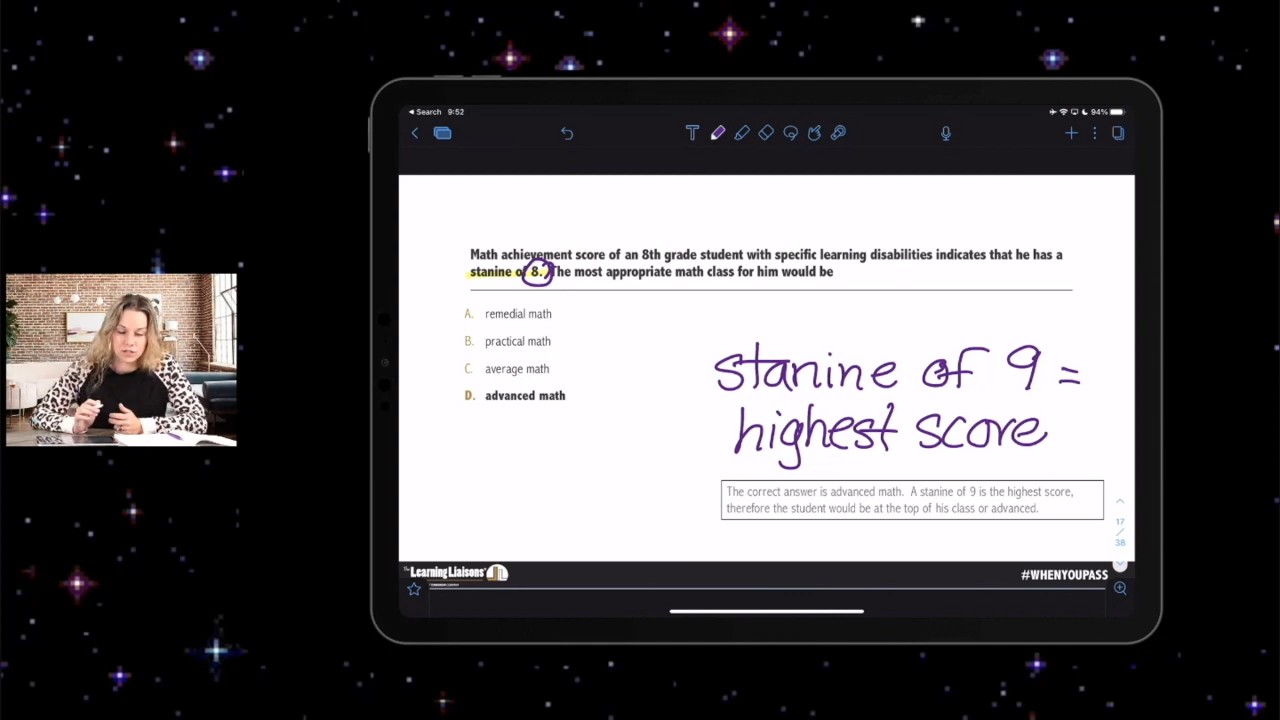 Search 9:52
94%
Math achievement score of an 8th grade student with specific learning disabilities indicates that he has a
stanine of 8. The most appropriate math class for him would be
A. remedial math
B. practical math
C. average math
D. advanced math
stanine of 9 =
highest score
The correct answer is advanced math. A stanine of 9 is the highest score,
therefore the student would be at the top of his class or advanced.
17
/
38
The Learning Liaisons
#WHENYOUPASS